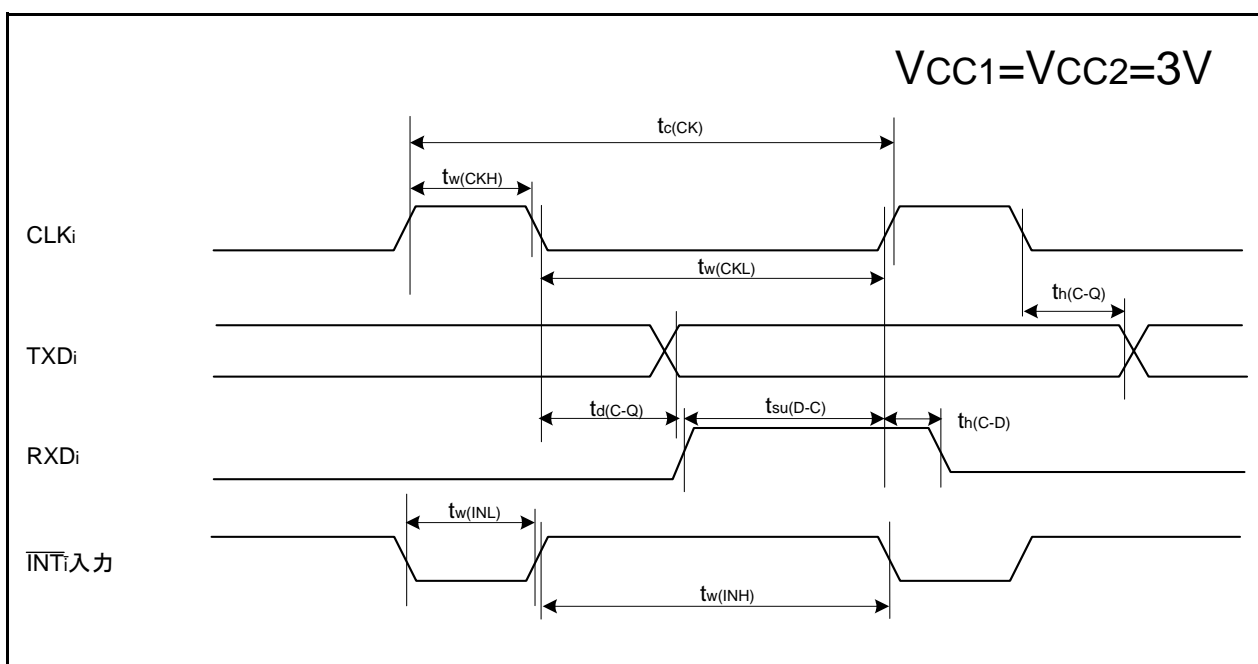 VCC1=VCC2=3V
tc(CK)
tw(CKH)
CLKi
tw(CKL)
th(C-Q)
TXDi
td(C-Q)
tsu(D-C)
th(C-D)
RXDi
tw(INL)
INTi入力
tw(INH)